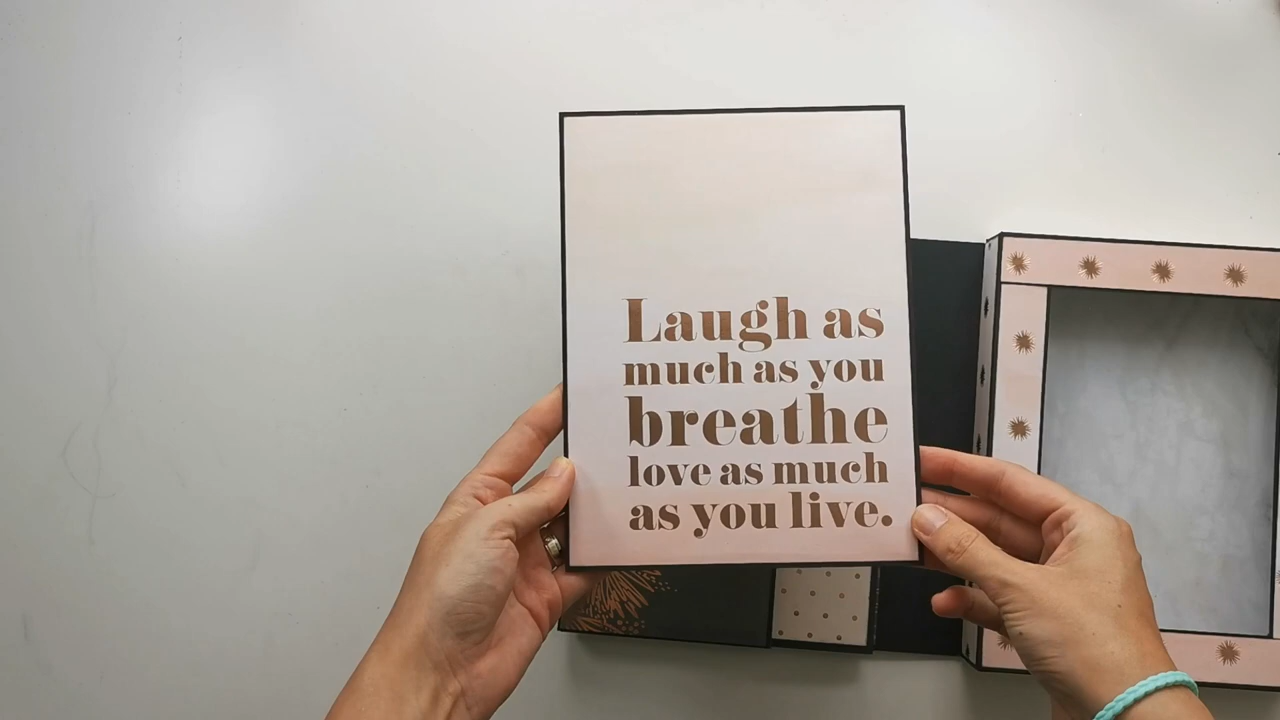 Laugh as
much as you
breathe
love as much
as you live.